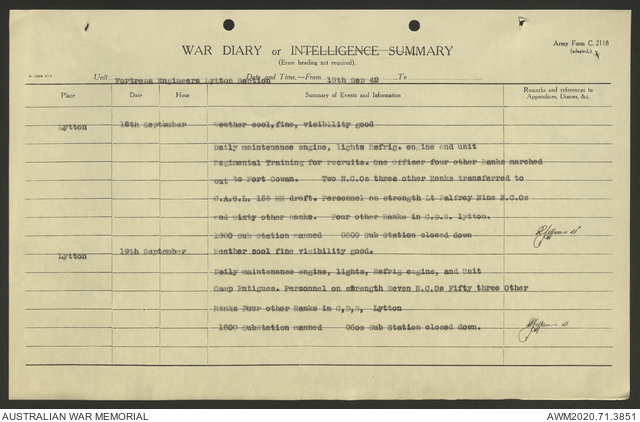 Army Form C. 2118
(adapted.)
WAR DIARY or INTELLIGENCE SUMMARY
(Erase heading not required).
Unit Fortress Engineers Lytton Section Date and Time.—From 18th Sep 42 To
Place Date Hour Summary of Events and Information Remarks and references to Appendices, Diaries, &c.
Lytton 18th September Weather cool, fine, visibility good
Daily maintenance engine, lights Refrig. engine and unit
Regimental Training for recruits. One Officer four other Ranks marched
out to Fort Cowan. Two N.C.Os three other Ranks transferred to
C.A.S.L. 155 draft. Personnel on strength Lt Palfrey Nine N.C.Os
and Sixty other Ranks. Four other Ranks in C.D.S. lytton.
1800 Sub Station manned 0600 Sub Station closed down
Lytton 19th September Weather cool fine visibility good.
Daily maintenance engine, lights, Refrig engine, and Unit
Camp Fatigues. Personnel on strength Seven N.C.Os Fifty three Other
Ranks Four other Ranks in C,D,S, Lytton
1800 SubStation manned 06oo Sub Station closed down.
AUSTRALIAN WAR MEMORIAL AWM2020.71.3851